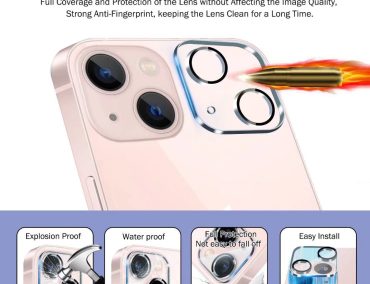 Full Coverage and Protection of the Lens without Affecting the Image Quality,
Strong Anti-Fingerprint, keeping the Lens Clean for a Long Time.
Explosion Proof
Water proof
Full Protection
Not easy to fall off
Easy Install